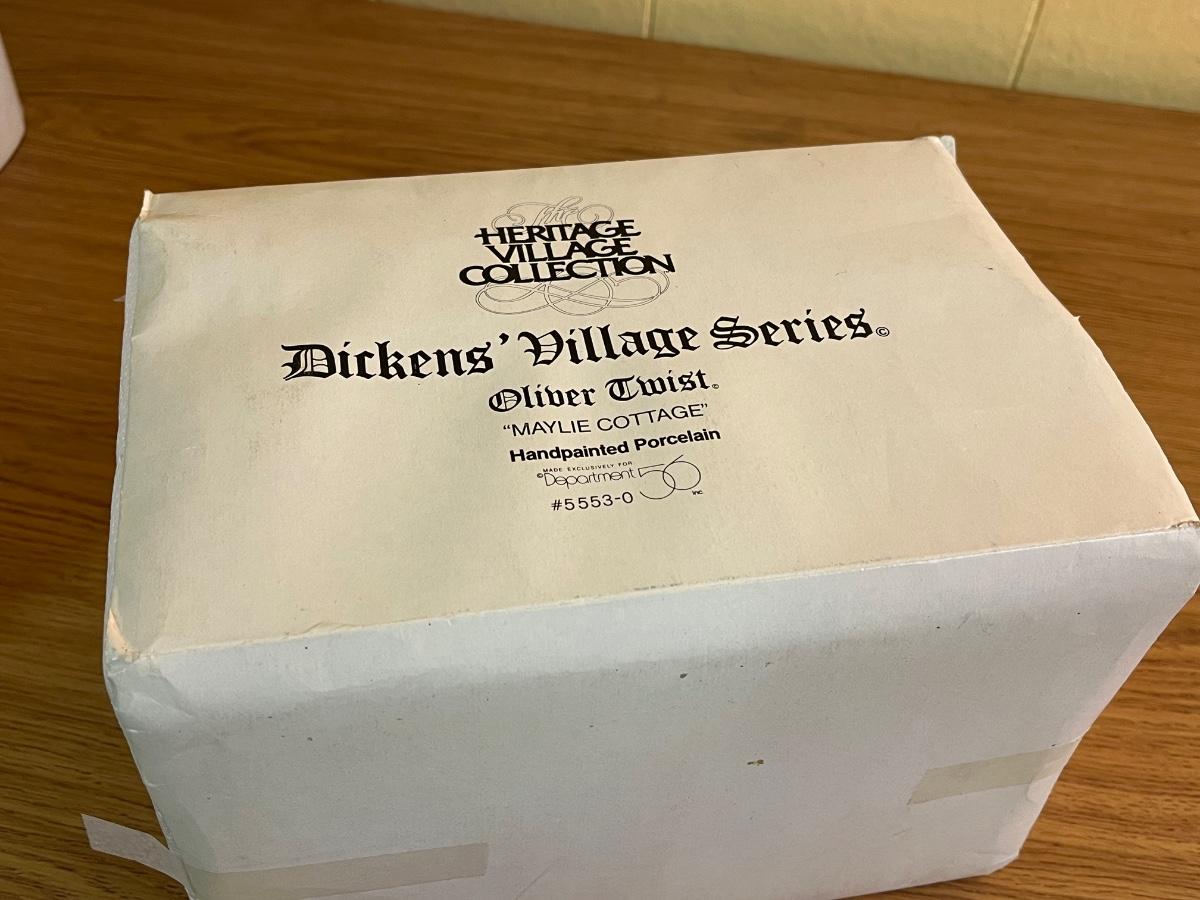 The
HERITAGE
VILLAGE
COLLECTION
Dickens' Village Series©
Oliver Twist©
"MAYLIE COTTAGE"
Handpainted Porcelain
MADE EXCLUSIVELY FOR
©Department 56 inc
#5553-0